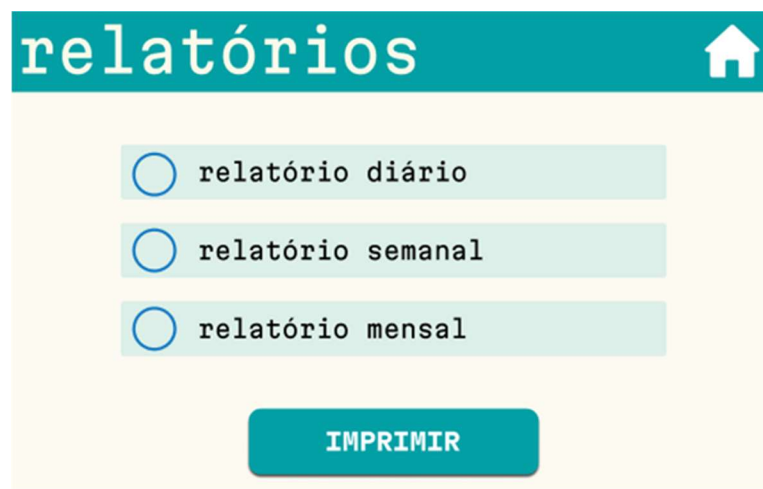 relatórios
relatório diário
relatório semanal
relatório mensal
IMPRIMIR